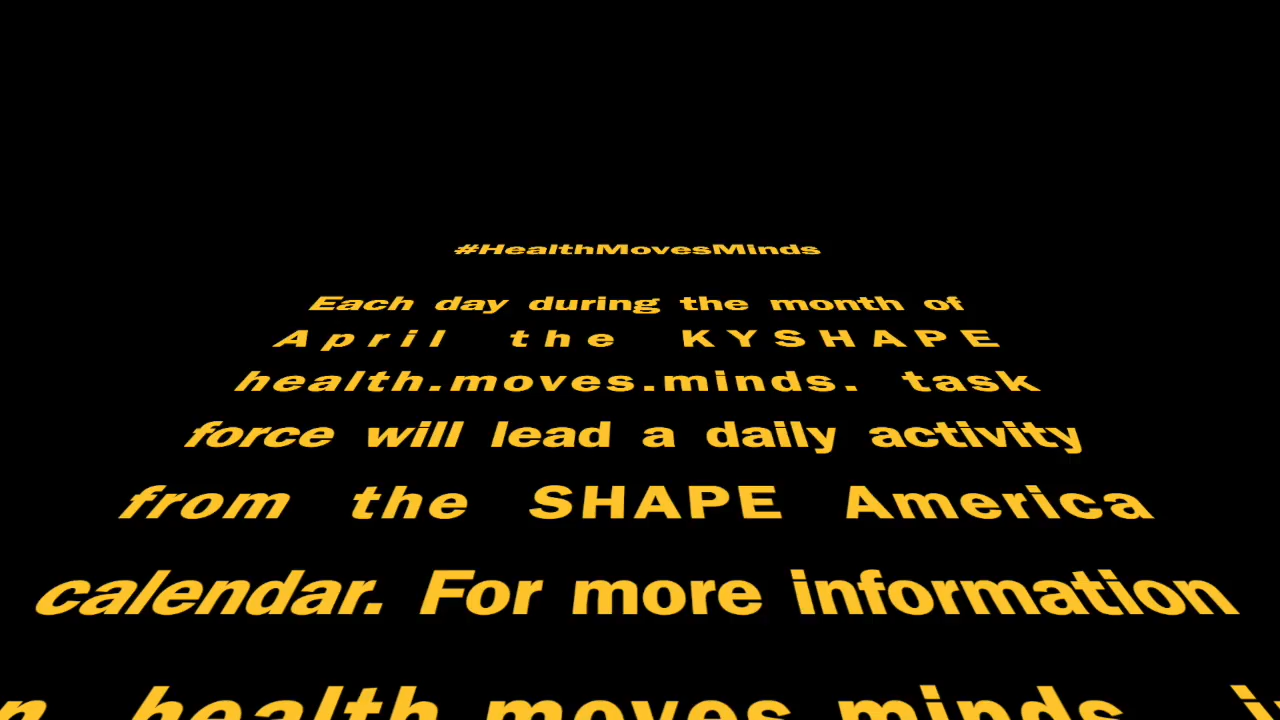 #HealthMovesMinds
Each day during the month of
April the KYSHAPE
health.moves.minds. task
force will lead a daily activity
from the SHAPE America
calendar. For more information
health moves minds